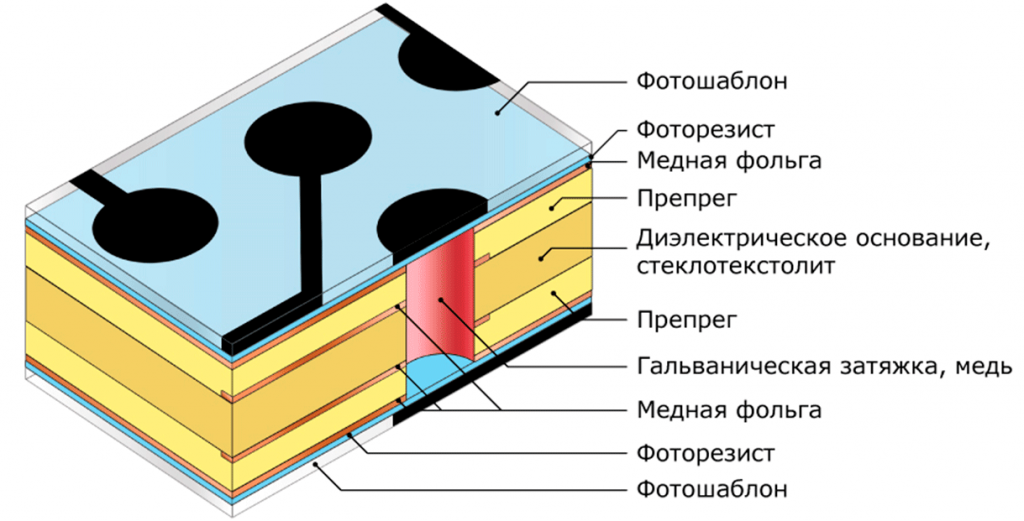 Фотошаблон
Фоторезист
Медная фольга
Препрег
Диэлектрическое основание,
стеклотекстолит
Препрег
Гальваническая затяжка, медь
Медная фольга
Фоторезист
Фотошаблон